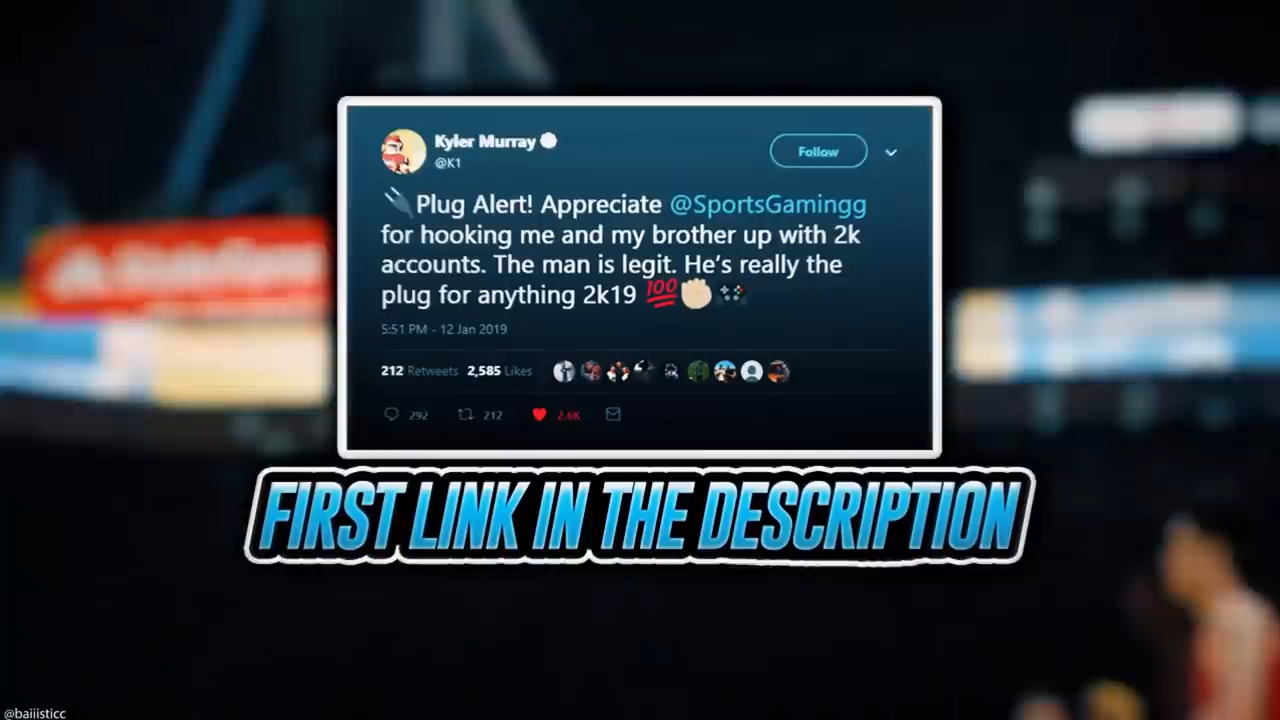 Kyler Murray
@K1
Follow
Plug Alert! Appreciate @SportsGamingg
for hooking me and my brother up with 2k
accounts. The man is legit. He's really the
plug for anything 2k19 💯✊🏼🎮
5:51 PM - 12 Jan 2019
212 Retweets 2,585 Likes
292 212 2.6K
FIRST LINK IN THE DESCRIPTION
@baiiisticc